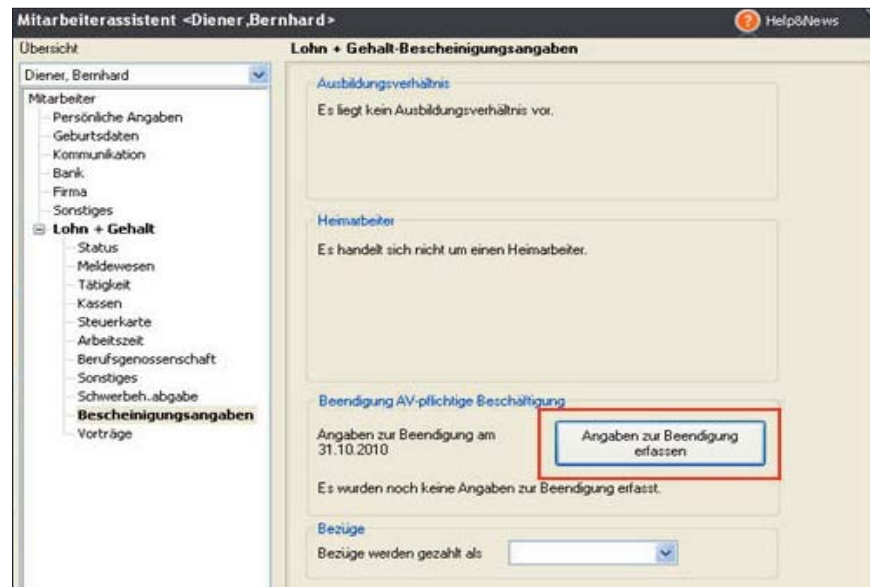 Mitarbeiterassistent <Diener,Bernhard>
Help&News
Übersicht
Diener, Bernhard
Mitarbeiter
Persönliche Angaben
Geburtsdaten
Kommunikation
Bank
Firma
Sonstiges
Lohn + Gehalt
Status
Meldewesen
Tätigkeit
Kassen
Steuerkarte
Arbeitszeit
Berufsgenossenschaft
Sonstiges
Schwerbeh.abgabe
Bescheinigungsangaben
Vorträge
Lohn + Gehalt-Bescheinigungsangaben
Ausbildungsverhältnis
Es liegt kein Ausbildungsverhältnis vor.
Heimarbeiter
Es handelt sich nicht um einen Heimarbeiter.
Beendigung AV-pflichtige Beschäftigung
Angaben zur Beendigung am
31.10.2010
Angaben zur Beendigung
erfassen
Es wurden noch keine Angaben zur Beendigung erfasst.
Bezüge
Bezüge werden gezahlt als